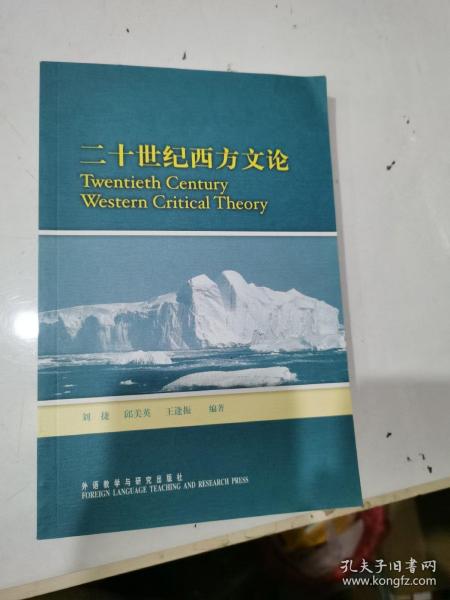 二十世纪西方文论
Twentieth Century
Western Critical Theory
刘 捷 邱美英 王逢振 编著
外语教学与研究出版社
FOREIGN LANGUAGE TEACHING AND RESEARCH PRESS
孔夫子旧书网
www.kongfz.com